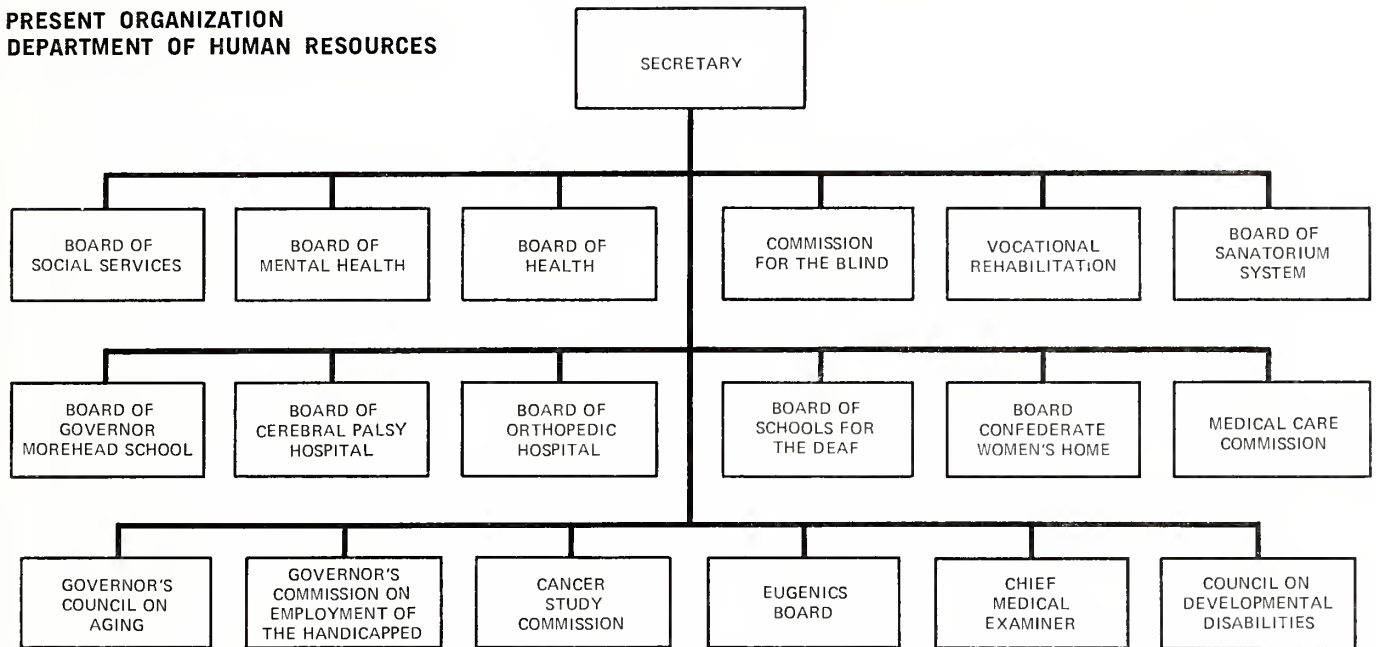 PRESENT ORGANIZATION
DEPARTMENT OF HUMAN RESOURCES
SECRETARY
BOARD OF
SOCIAL SERVICES
BOARD OF
MENTAL HEALTH
BOARD OF
HEALTH
COMMISSION
FOR THE BLIND
VOCATIONAL
REHABILITATION
BOARD OF
SANATORIUM
SYSTEM
BOARD OF
GOVERNOR
MOREHEAD SCHOOL
BOARD OF
CEREBRAL PALSY
HOSPITAL
BOARD OF
ORTHOPEDIC
HOSPITAL
BOARD OF
SCHOOLS FOR
THE DEAF
BOARD
CONFEDERATE
WOMEN'S HOME
MEDICAL CARE
COMMISSION
GOVERNOR'S
COUNCIL ON
AGING
GOVERNOR'S
COMMISSION ON
EMPLOYMENT OF
THE HANDICAPPED
CANCER
STUDY
COMMISSION
EUGENICS
BOARD
CHIEF
MEDICAL
EXAMINER
COUNCIL ON
DEVELOPMENTAL
DISABILITIES